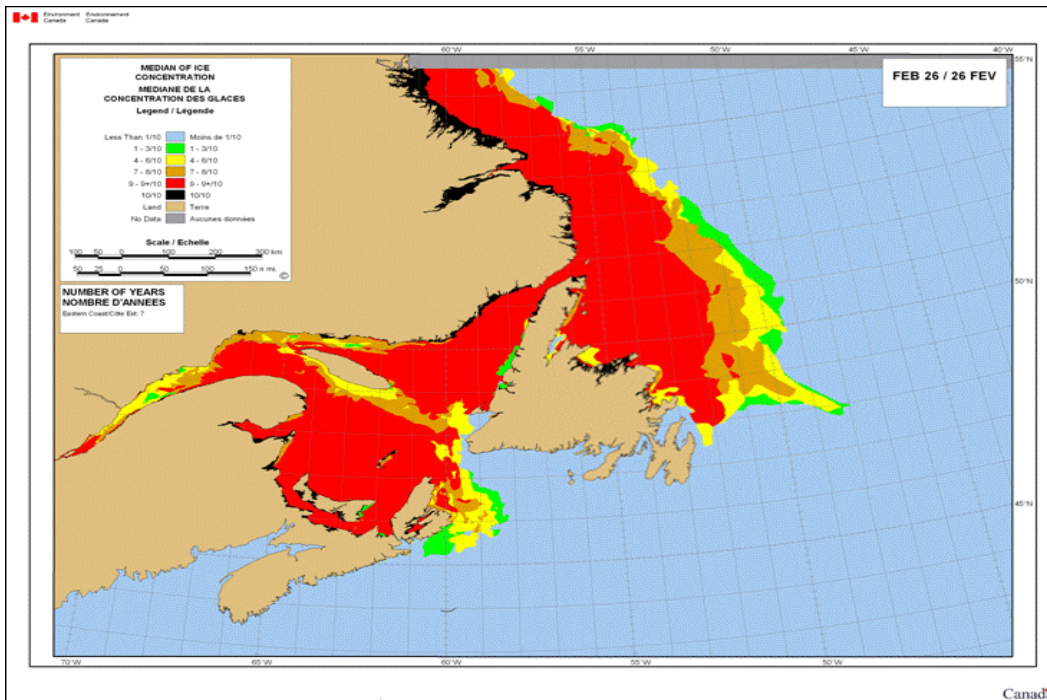 Environment Environnement
Canada Canada
60°W 55°W 50°W 45°W 40°W
55°N 55°N
MEDIAN OF ICE
CONCENTRATION
MEDIANE DE LA
CONCENTRATION DES GLACES
Legend / Légende
Less Than 1/10 Moins de 1/10
1 - 3/10 1 - 3/10
4 - 6/10 4 - 6/10
7 - 8/10 7 - 8/10
9 - 9+/10 9 - 9+/10
10/10 10/10
Land Terre
No Data Aucunes données
Scale / Echelle
100 50 0 100 200 300 km
50 25 0 50 100 150 n mi.
©
FEB 26 / 26 FEV
NUMBER OF YEARS
NOMBRE D'ANNEES
Eastern Coast/Côte Est: 7
50°N 50°N
45°N 45°N
70°W 65°W 60°W 55°W 50°W
Canada